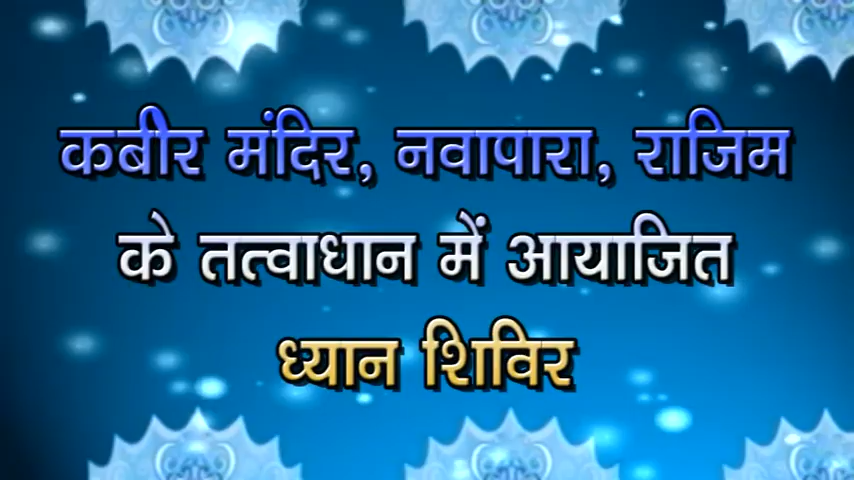 कबीर मंदिर, नवापारा, राजिम
के तत्वाधान में आयाजित
ध्यान शिविर